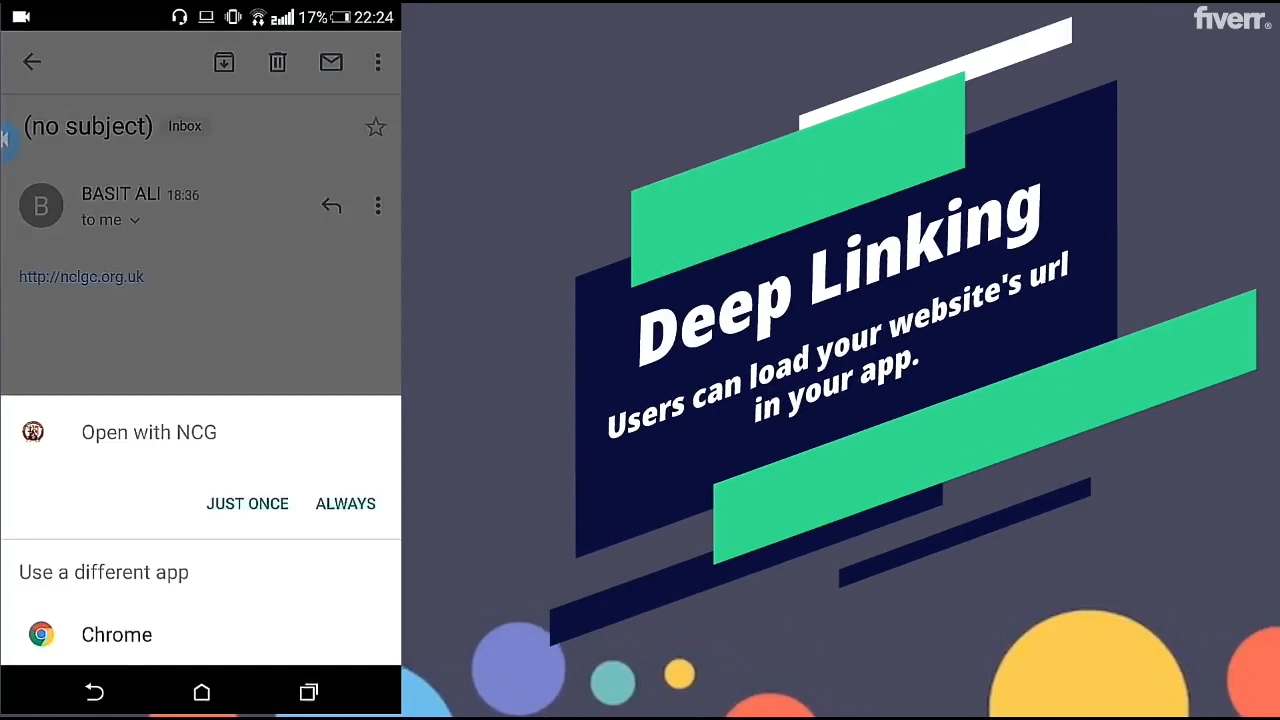 17% 22:24
(no subject) Inbox
B
BASIT ALI 18:36
to me
http://nclgc.org.uk
Open with NCG
JUST ONCE ALWAYS
Use a different app
Chrome
fiverr®
Deep Linking
Users can load your website's url
in your app.